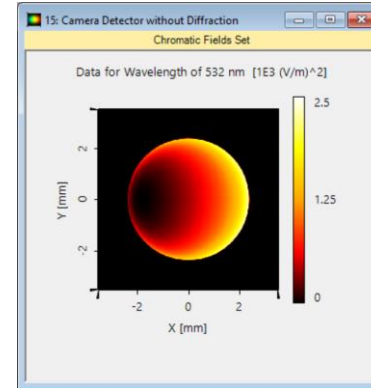 15: Camera Detector without Diffraction
Chromatic Fields Set
Data for Wavelength of 532 nm [1E3 (V/m)^2]
2.5
1.25
0
Y [mm]
2
0
-2
-2 0 2
X [mm]